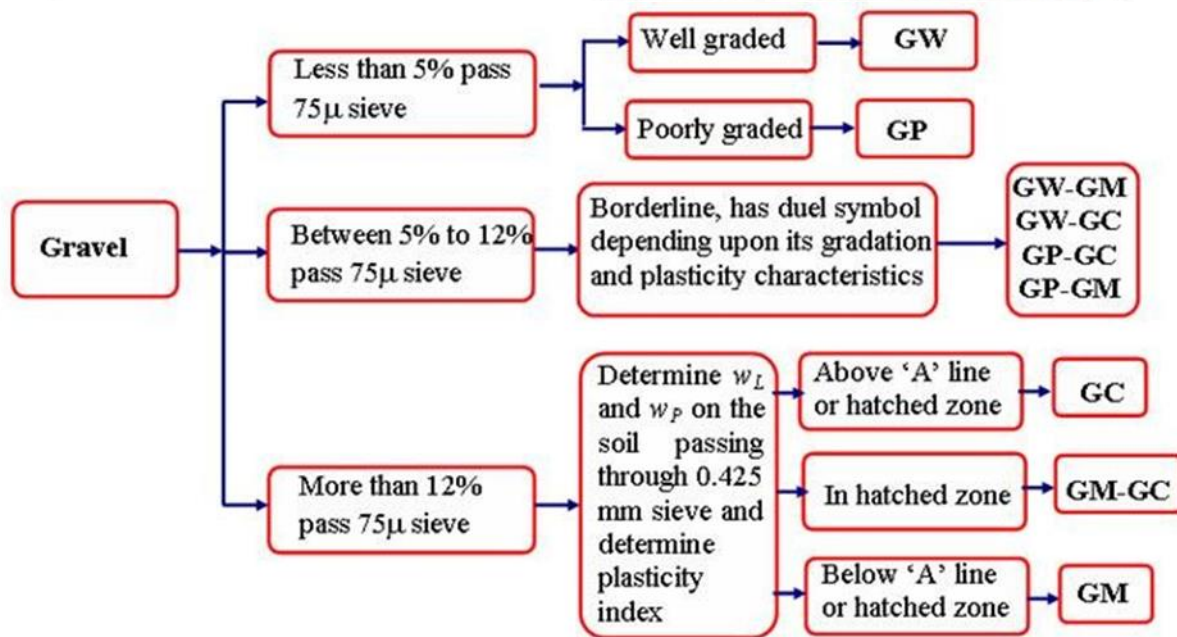 Gravel
Less than 5% pass
75μ sieve
Well graded
GW
Poorly graded
GP
Between 5% to 12%
pass 75μ sieve
Borderline, has duel symbol
depending upon its gradation
and plasticity characteristics
GW-GM
GW-GC
GP-GC
GP-GM
More than 12%
pass 75μ sieve
Determine wL
and wP on the
soil passing
through 0.425
mm sieve and
determine
plasticity
index
Above ‘A’ line
or hatched zone
GC
In hatched zone
GM-GC
Below ‘A’ line
or hatched zone
GM